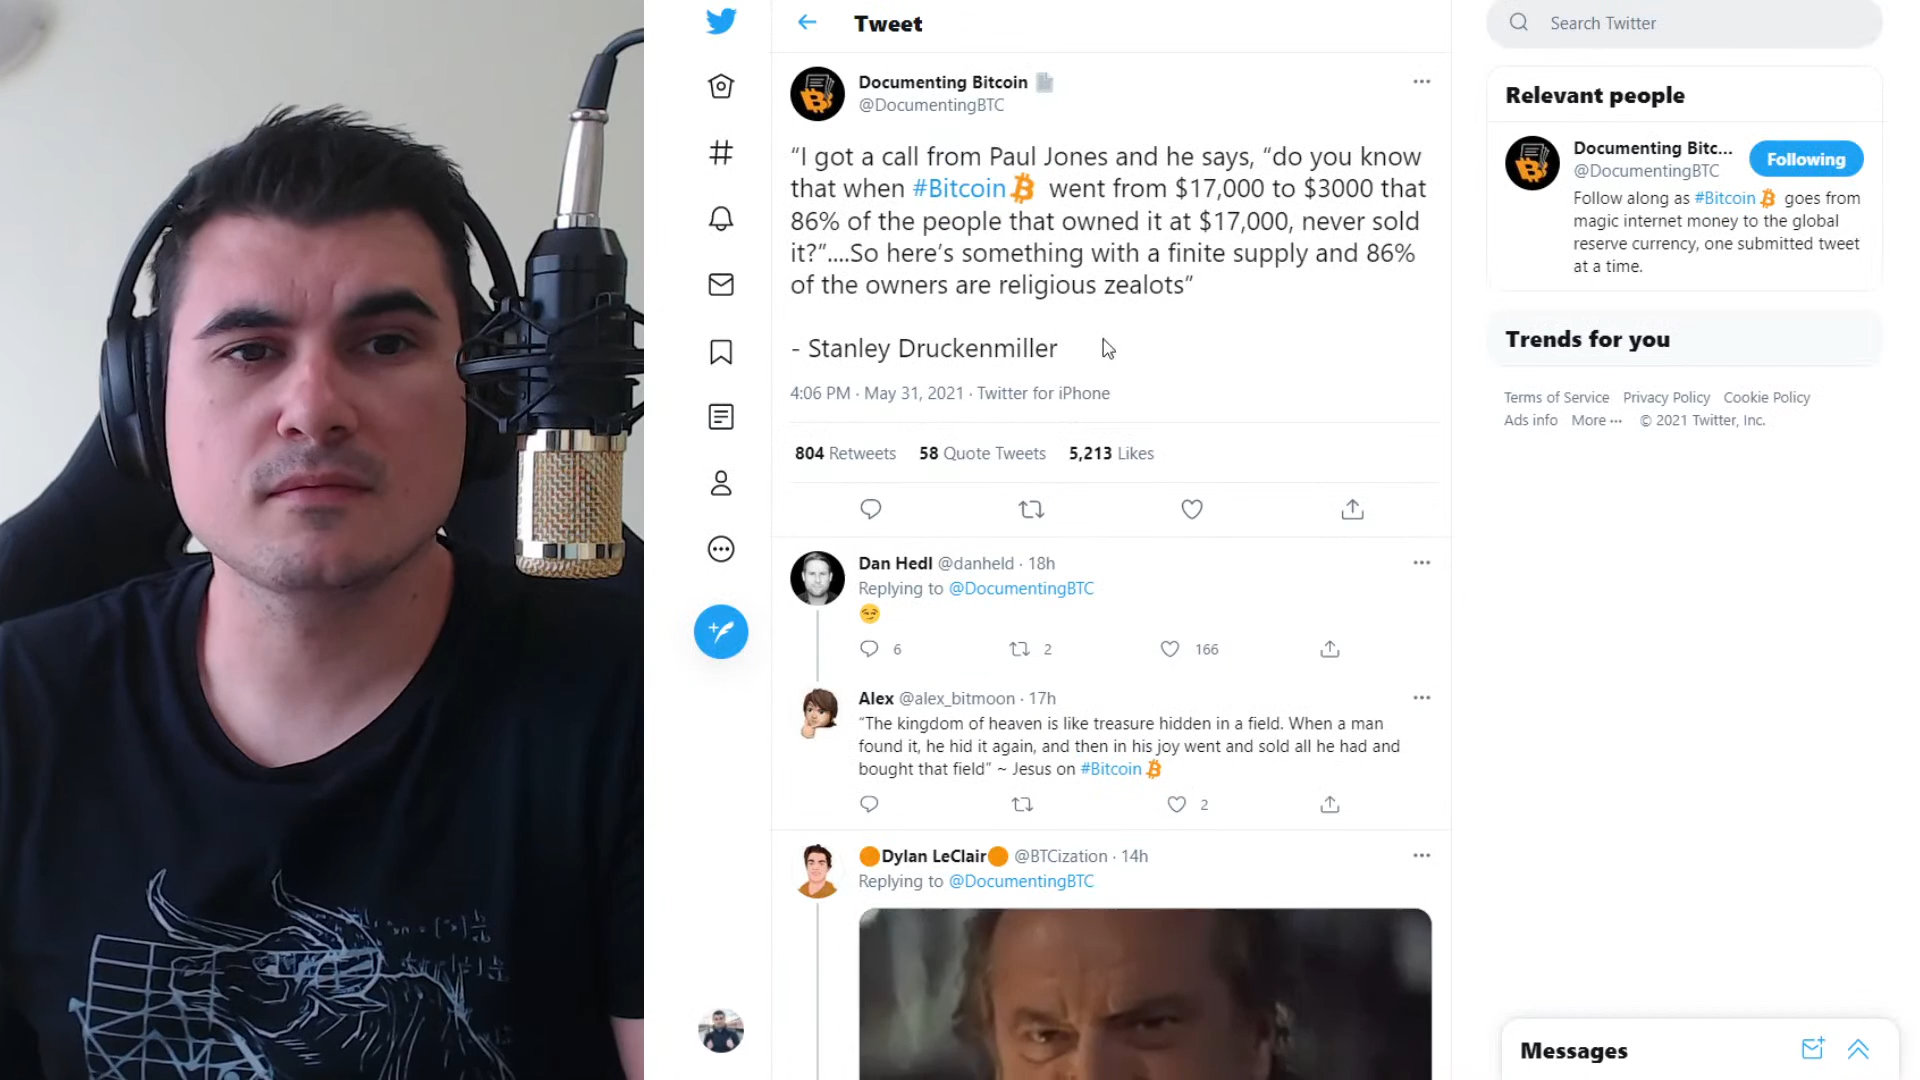 Tweet
Documenting Bitcoin
@DocumentingBTC
“I got a call from Paul Jones and he says, “do you know
that when #Bitcoin went from $17,000 to $3000 that
86% of the people that owned it at $17,000, never sold
it?”....So here’s something with a finite supply and 86%
of the owners are religious zealots”
- Stanley Druckenmiller
4:06 PM · May 31, 2021 · Twitter for iPhone
804 Retweets 58 Quote Tweets 5,213 Likes
Dan Hedl @danheld · 18h
Replying to @DocumentingBTC
6 2 166
Alex @alex_bitmoon · 17h
“The kingdom of heaven is like treasure hidden in a field. When a man
found it, he hid it again, and then in his joy went and sold all he had and
bought that field” ~ Jesus on #Bitcoin
2
Dylan LeClair @BTCization · 14h
Replying to @DocumentingBTC
Search Twitter
Relevant people
Documenting Bitc...
@DocumentingBTC
Following
Follow along as #Bitcoin goes from
magic internet money to the global
reserve currency, one submitted tweet
at a time.
Trends for you
Terms of Service Privacy Policy Cookie Policy
Ads info More ··· © 2021 Twitter, Inc.
Messages